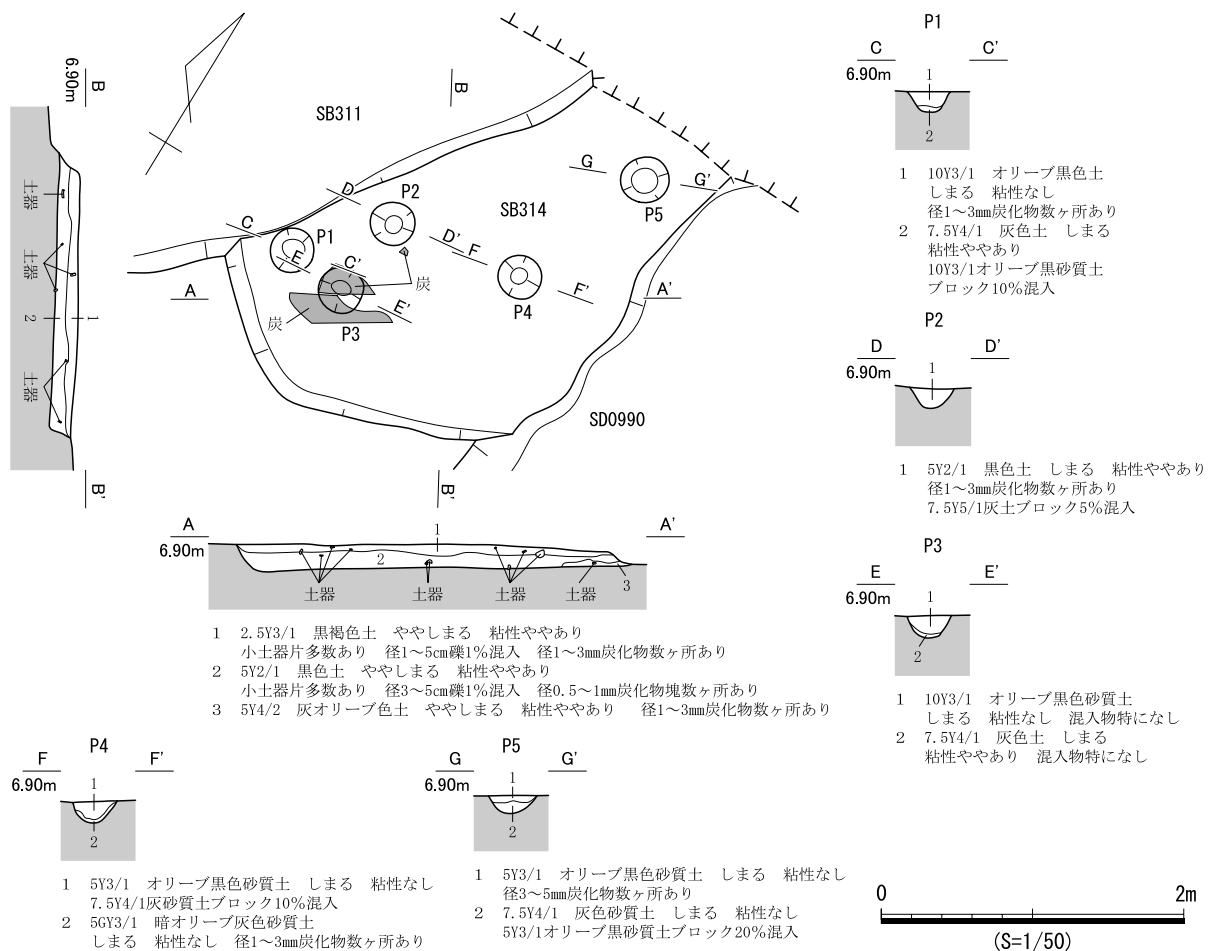 B
6.90m
土器
土器
2
1
土器
B'
SB311
B
G
G'
P5
D
P2
SB314
C
P1
D'
F
E
C'
炭
P4
F'
A
A'
E'
炭
P3
SD0990
B'
A
A'
6.90m
1
2
3
土器
土器
土器
土器
1 2.5Y3/1 黒褐色土 ややしまる 粘性ややあり
小土器片多数あり 径1～5cm礫1%混入 径1～3mm炭化物数ヶ所あり
2 5Y2/1 黒色土 ややしまる 粘性ややあり
小土器片多数あり 径3～5cm礫1%混入 径0.5～1mm炭化物塊数ヶ所あり
3 5Y4/2 灰オリーブ色土 ややしまる 粘性ややあり 径1～3mm炭化物数ヶ所あり
P1
C
C'
6.90m
1
2
1 10Y3/1 オリーブ黒色土
しまる 粘性なし
径1～3mm炭化物数ヶ所あり
2 7.5Y4/1 灰色土 しまる
粘性ややあり
10Y3/1オリーブ黒砂質土
ブロック10%混入
P2
D
D'
6.90m
1
1 5Y2/1 黒色土 しまる 粘性ややあり
径1～3mm炭化物数ヶ所あり
7.5Y5/1灰土ブロック5%混入
P3
E
E'
6.90m
1
2
1 10Y3/1 オリーブ黒色砂質土
しまる 粘性なし 混入物特になし
2 7.5Y4/1 灰色土 しまる
粘性ややあり 混入物特になし
P4
F
F'
6.90m
1
2
1 5Y3/1 オリーブ黒色砂質土 しまる 粘性なし
7.5Y4/1灰砂質土ブロック10%混入
2 5GY3/1 暗オリーブ灰色砂質土
しまる 粘性なし 径1～3mm炭化物数ヶ所あり
P5
G
G'
6.90m
1
2
1 5Y3/1 オリーブ黒色砂質土 しまる 粘性なし
径3～5mm炭化物数ヶ所あり
2 7.5Y4/1 灰色砂質土 しまる 粘性なし
5Y3/1オリーブ黒砂質土ブロック20%混入
0
2m
(S=1/50)